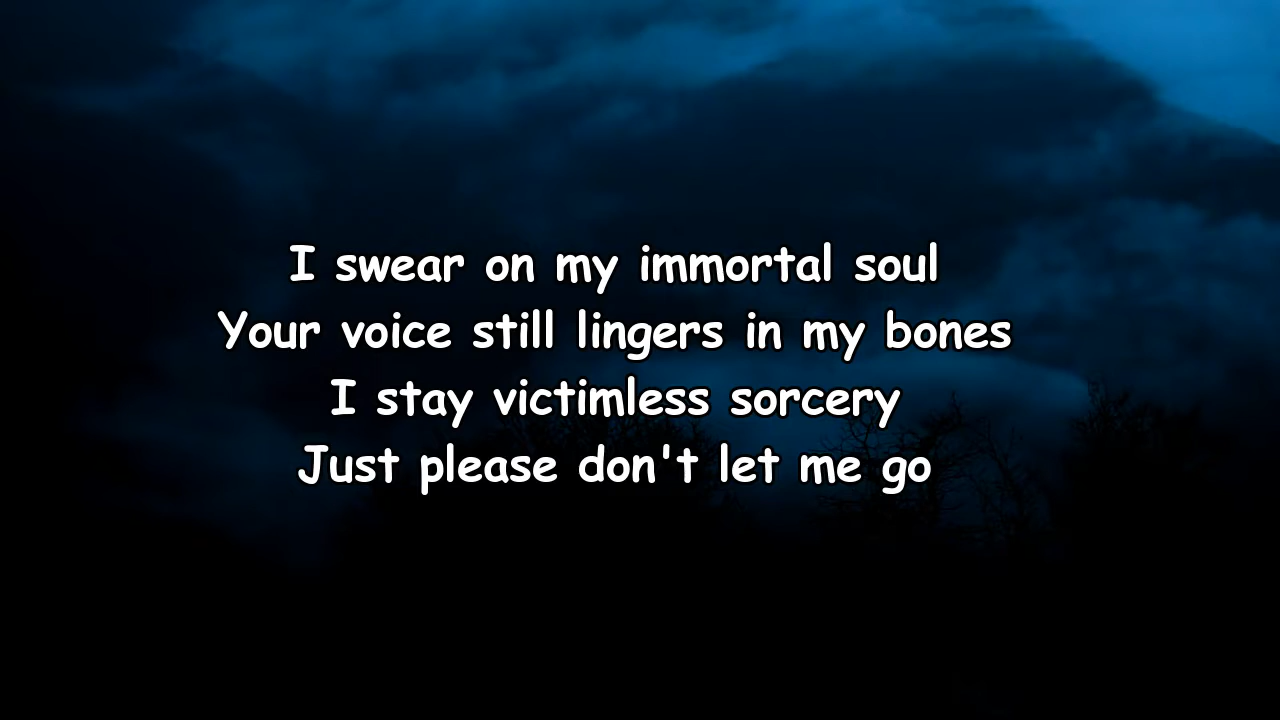 I swear on my immortal soul
Your voice still lingers in my bones
I stay victimless sorcery
Just please don't let me go